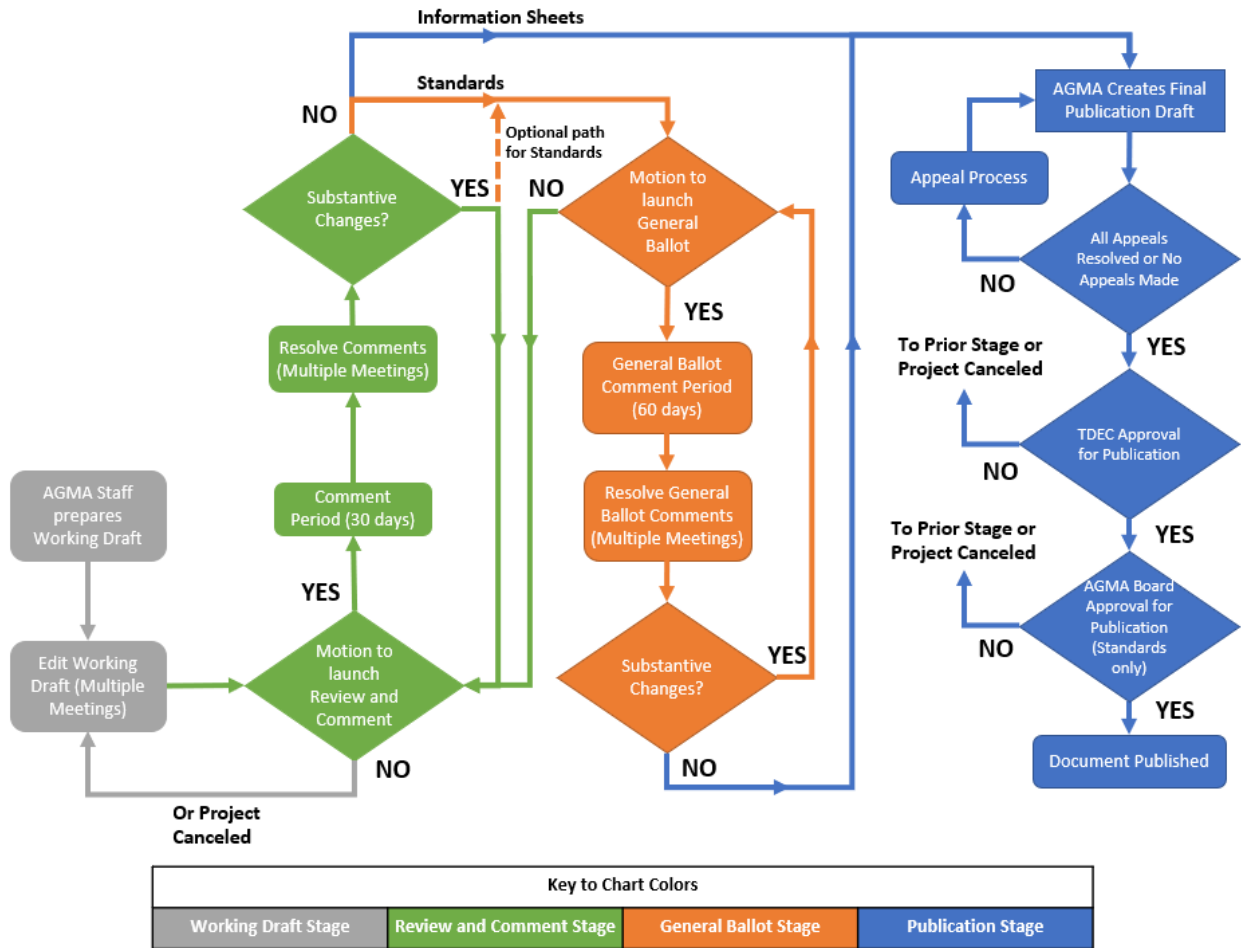 Information Sheets
Standards
NO
Optional path
for Standards
Substantive
Changes?
YES
NO
Motion to
launch
General
Ballot
YES
AGMA Creates Final
Publication Draft
Appeal Process
All Appeals
Resolved or No
Appeals Made
NO
YES
Resolve Comments
(Multiple Meetings)
General Ballot
Comment Period
(60 days)
To Prior Stage or
Project Canceled
TDEC Approval
for Publication
NO
YES
AGMA Staff
prepares
Working Draft
Comment
Period (30 days)
Resolve General
Ballot Comments
(Multiple Meetings)
To Prior Stage or
Project Canceled
AGMA Board
Approval for
Publication
(Standards
only)
NO
YES
YES
Edit Working
Draft (Multiple
Meetings)
Motion to
launch
Review and
Comment
NO
Substantive
Changes?
YES
NO
Document Published
Or Project
Canceled
Key to Chart Colors
Working Draft Stage
Review and Comment Stage
General Ballot Stage
Publication Stage